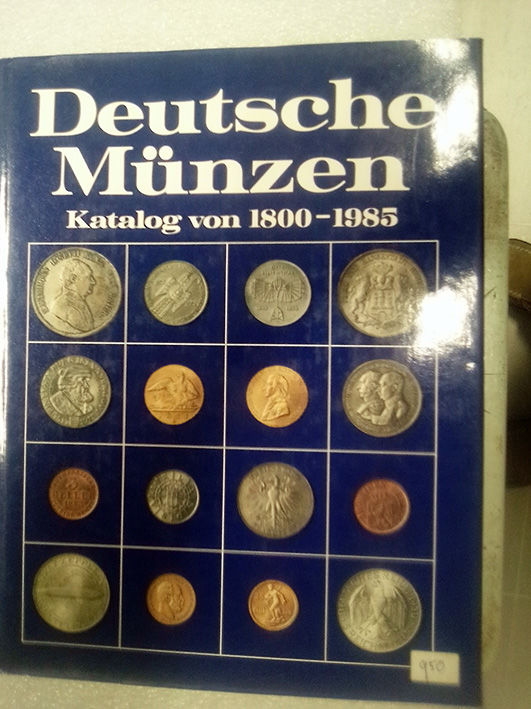 Deutsche
Münzen
Katalog von 1800-1985
950